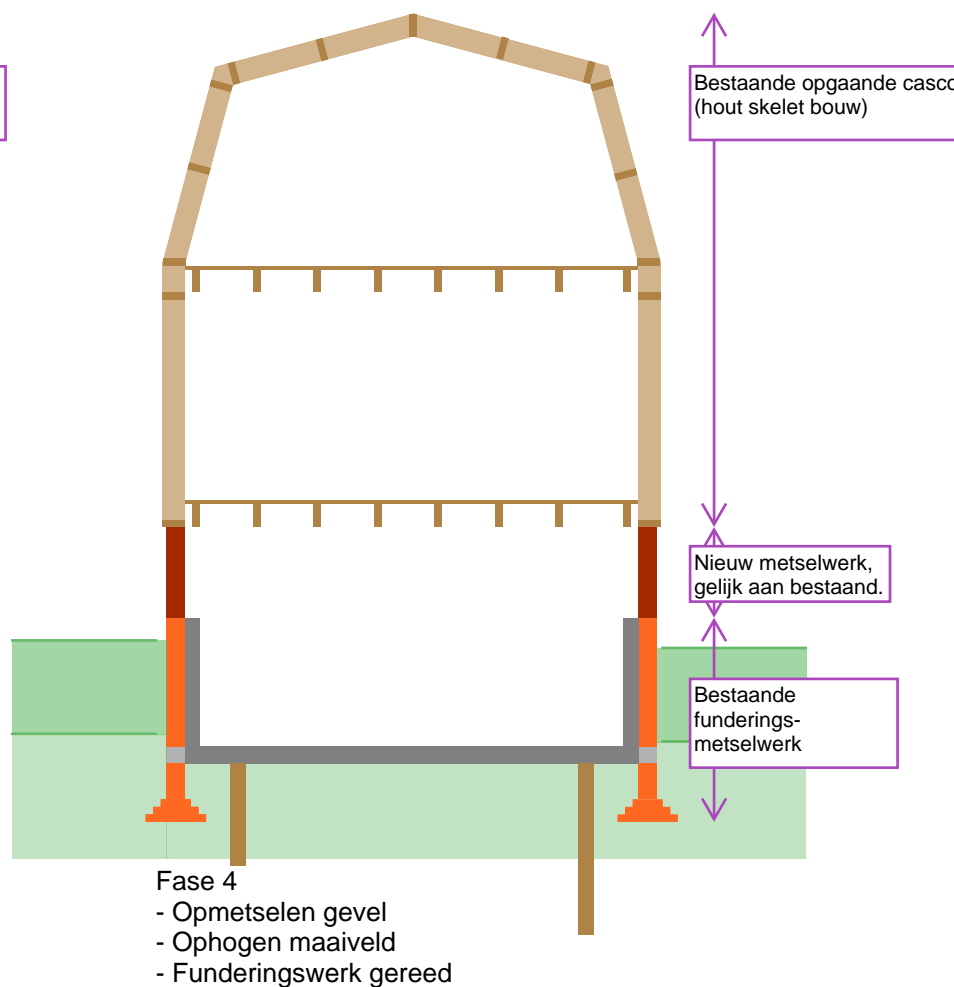 Bestaande opgaande casco
(hout skelet bouw)
Nieuw metselwerk,
gelijk aan bestaand.
Bestaande
funderings-
metselwerk
Fase 4
- Opmetselen gevel
- Ophogen maaiveld
- Funderingswerk gereed